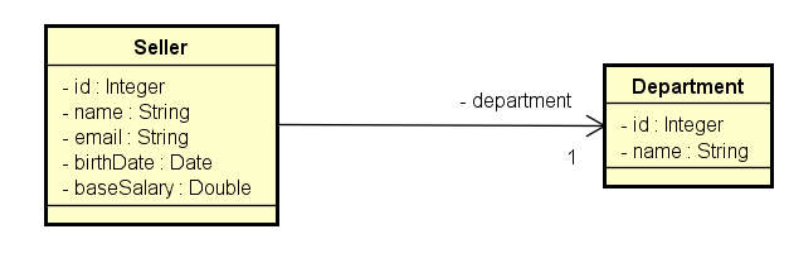 Seller
- id : Integer
- name : String
- email : String
- birthDate : Date
- baseSalary : Double
- department
1
Department
- id : Integer
- name : String